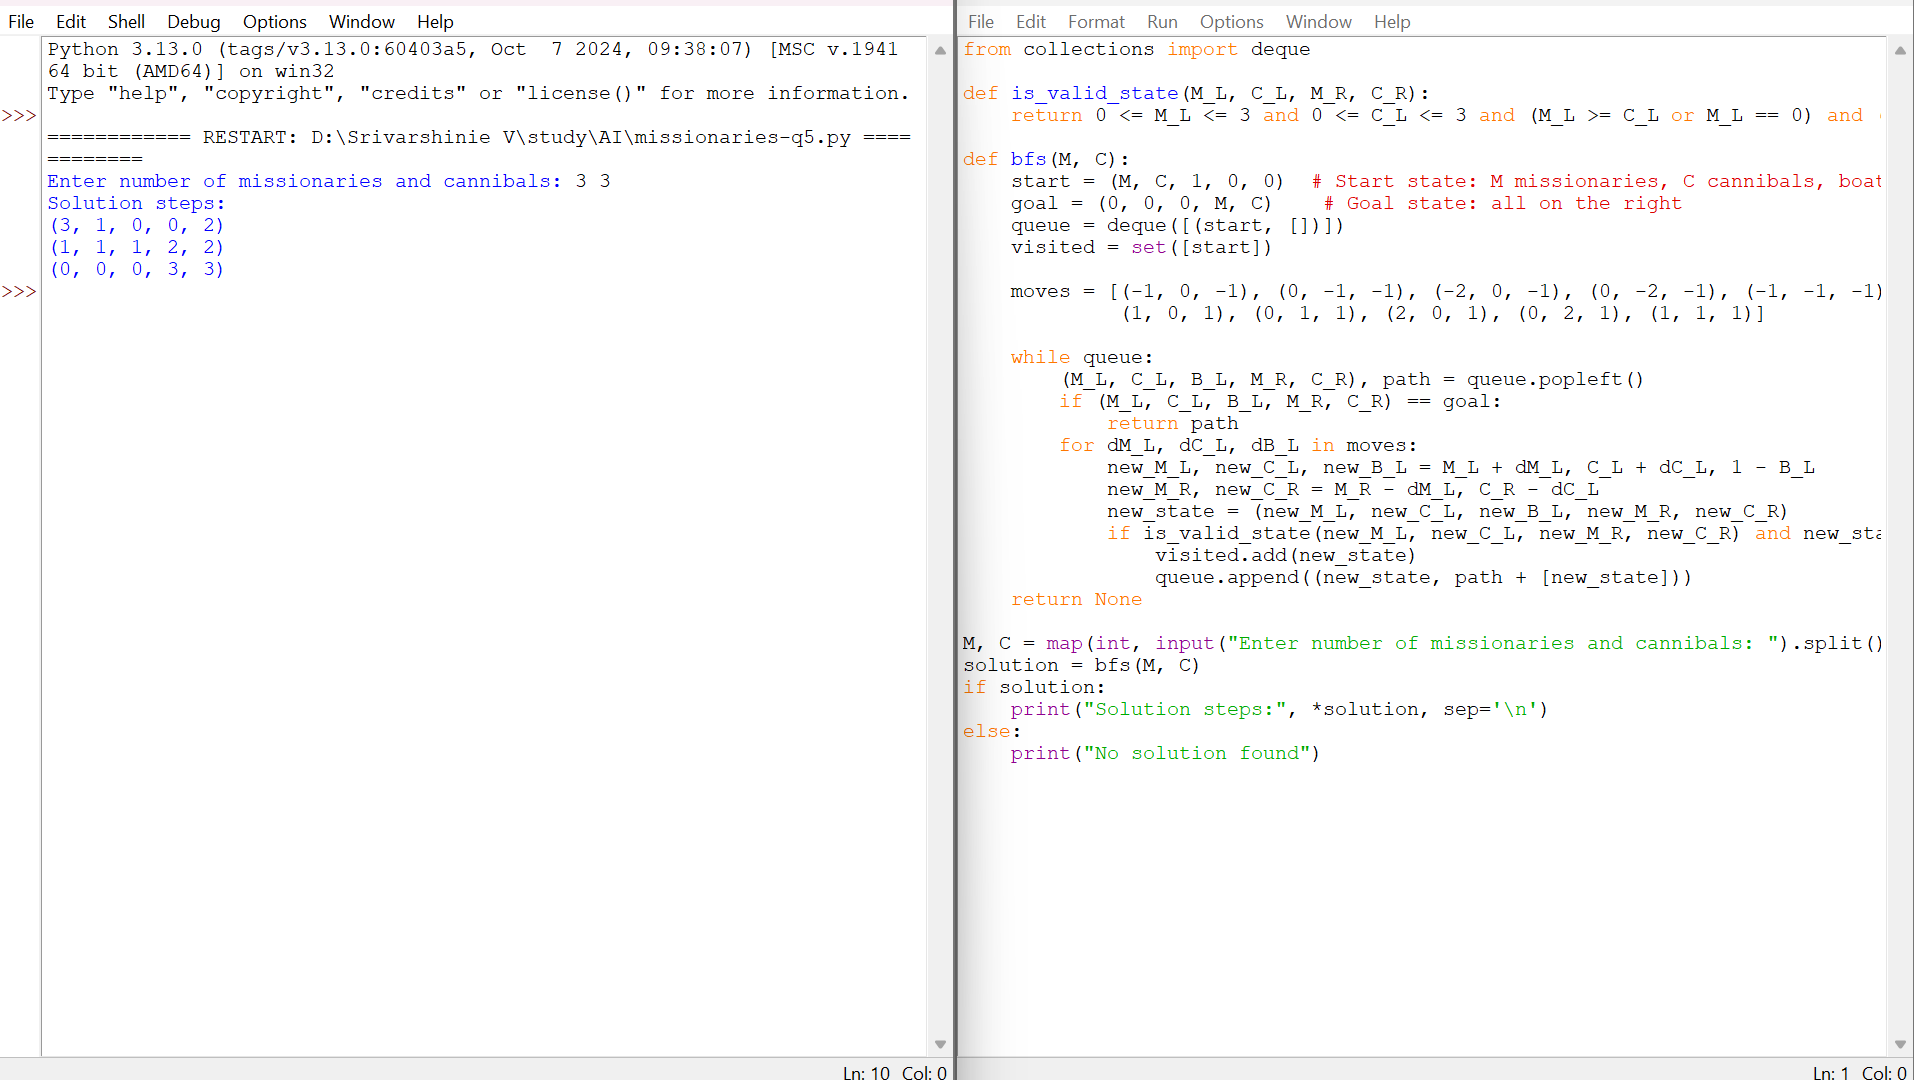 File Edit Shell Debug Options Window Help
Python 3.13.0 (tags/v3.13.0:60403a5, Oct  7 2024, 09:38:07) [MSC v.1941
64 bit (AMD64)] on win32
Type "help", "copyright", "credits" or "license()" for more information.
>>>
============ RESTART: D:\Srivarshinie V\study\AI\missionaries-q5.py ====
========
Enter number of missionaries and cannibals: 3 3
Solution steps:
(3, 1, 0, 0, 2)
(1, 1, 1, 2, 2)
(0, 0, 0, 3, 3)
>>>
Ln: 10 Col: 0
File Edit Format Run Options Window Help
from collections import deque
def is_valid_state(M_L, C_L, M_R, C_R):
    return 0 <= M_L <= 3 and 0 <= C_L <= 3 and (M_L >= C_L or M_L == 0) and
def bfs(M, C):
    start = (M, C, 1, 0, 0)  # Start state: M missionaries, C cannibals, boat
    goal = (0, 0, 0, M, C)    # Goal state: all on the right
    queue = deque([(start, [])])
    visited = set([start])
    moves = [(-1, 0, -1), (0, -1, -1), (-2, 0, -1), (0, -2, -1), (-1, -1, -1)
             (1, 0, 1), (0, 1, 1), (2, 0, 1), (0, 2, 1), (1, 1, 1)]
    while queue:
        (M_L, C_L, B_L, M_R, C_R), path = queue.popleft()
        if (M_L, C_L, B_L, M_R, C_R) == goal:
            return path
        for dM_L, dC_L, dB_L in moves:
            new_M_L, new_C_L, new_B_L = M_L + dM_L, C_L + dC_L, 1 - B_L
            new_M_R, new_C_R = M_R - dM_L, C_R - dC_L
            new_state = (new_M_L, new_C_L, new_B_L, new_M_R, new_C_R)
            if is_valid_state(new_M_L, new_C_L, new_M_R, new_C_R) and new_sta
                visited.add(new_state)
                queue.append((new_state, path + [new_state]))
    return None
M, C = map(int, input("Enter number of missionaries and cannibals: ").split()
solution = bfs(M, C)
if solution:
    print("Solution steps:", *solution, sep='\n')
else:
    print("No solution found")
Ln: 1 Col: 0